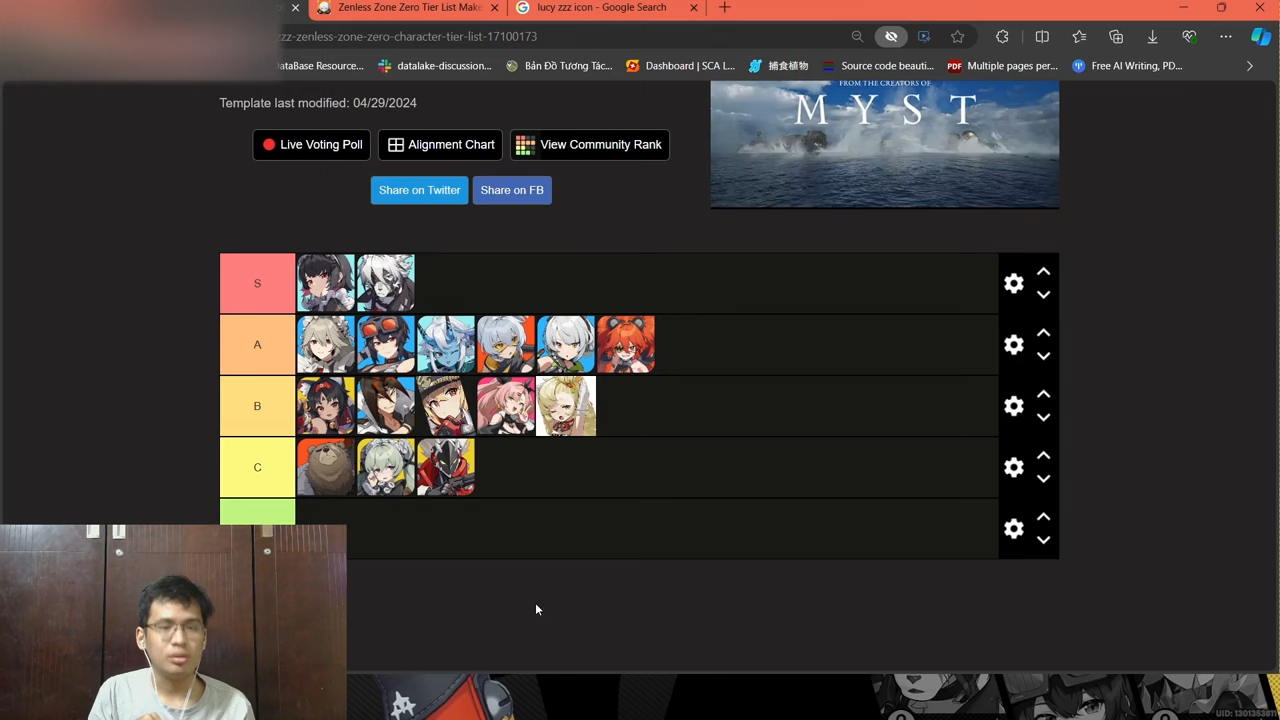 Zenless Zone Zero Tier List Make
lucy zzz icon - Google Search
zzz-zenless-zone-zero-character-tier-list-17100173
DataBase Resource...
datalake-discussion...
Bản Đồ Tương Tác...
Dashboard | SCA L...
捕食植物
Source code beauti...
PDF
Multiple pages per...
Free AI Writing, PD...
Template last modified: 04/29/2024
FROM THE CREATORS OF
MYST
Live Voting Poll
Alignment Chart
View Community Rank
Share on Twitter
Share on FB
S
A
B
C
UID: 1301353811